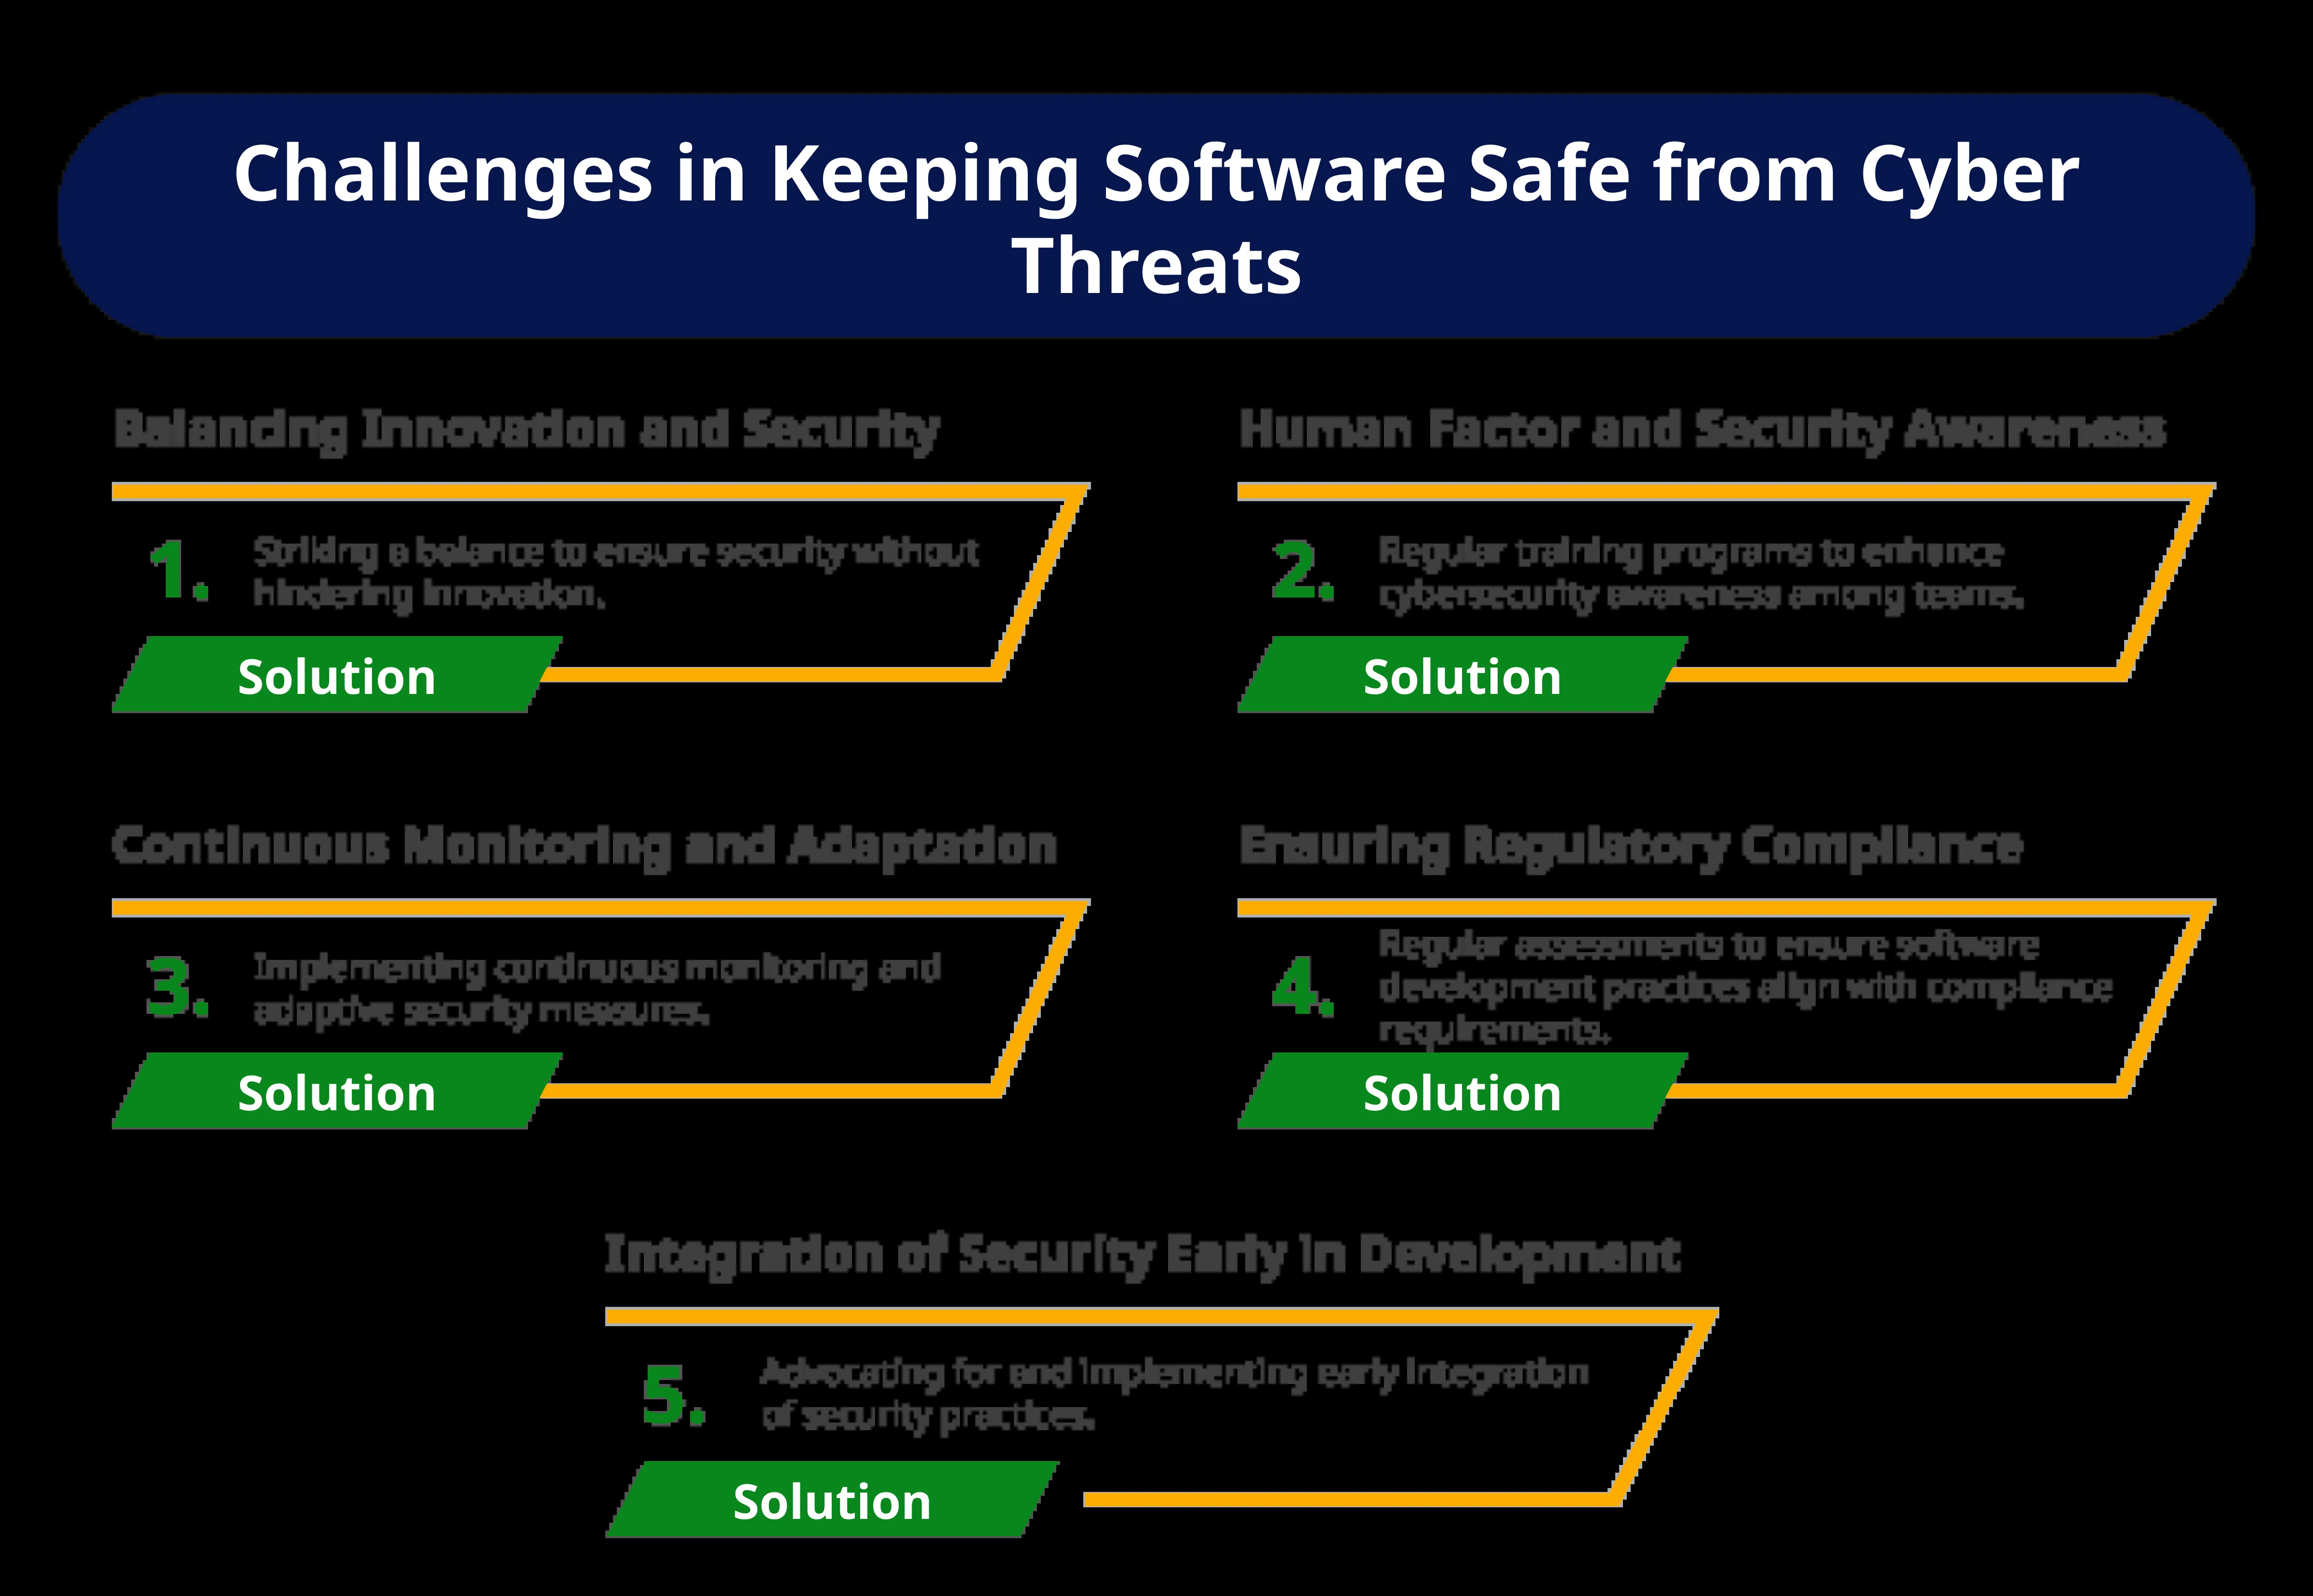 Challenges in Keeping Software Safe from Cyber
Threats
Balancing Innovation and Security
1.
Striking a balance to ensure security without
hindering innovation.
Solution
Human Factor and Security Awareness
2.
Regular training programs to enhance
cybersecurity awareness among teams.
Solution
Continuous Monitoring and Adaptation
3.
Implementing continuous monitoring and
adaptive security measures.
Solution
Ensuring Regulatory Compliance
4.
Regular assessments to ensure software
development practices align with compliance
requirements.
Solution
Integration of Security Early in Development
5.
Advocating for and implementing early integration
of security practices.
Solution